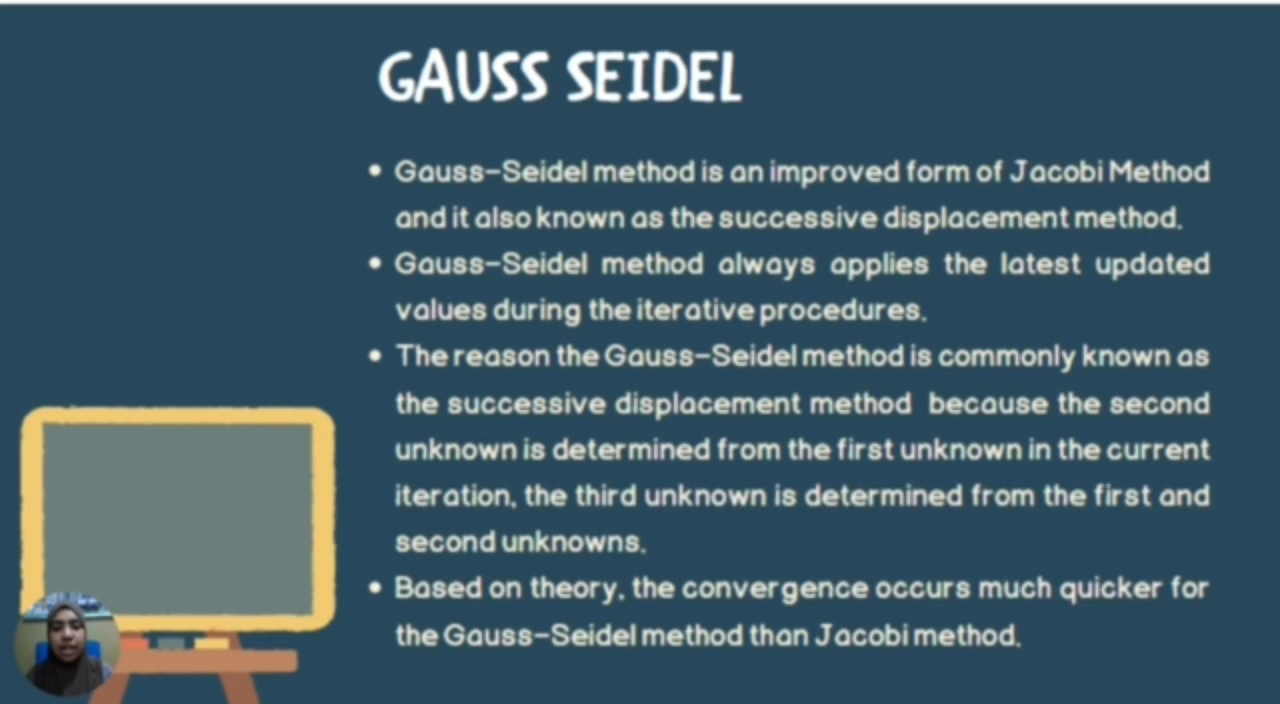 GAUSS SEIDEL
• Gauss-Seidel method is an improved form of Jacobi Method
and it also known as the successive displacement method.
• Gauss-Seidel method always applies the latest updated
values during the iterative procedures.
• The reason the Gauss-Seidel method is commonly known as
the successive displacement method because the second
unknown is determined from the first unknown in the current
iteration, the third unknown is determined from the first and
second unknowns.
• Based on theory, the convergence occurs much quicker for
the Gauss-Seidel method than Jacobi method.